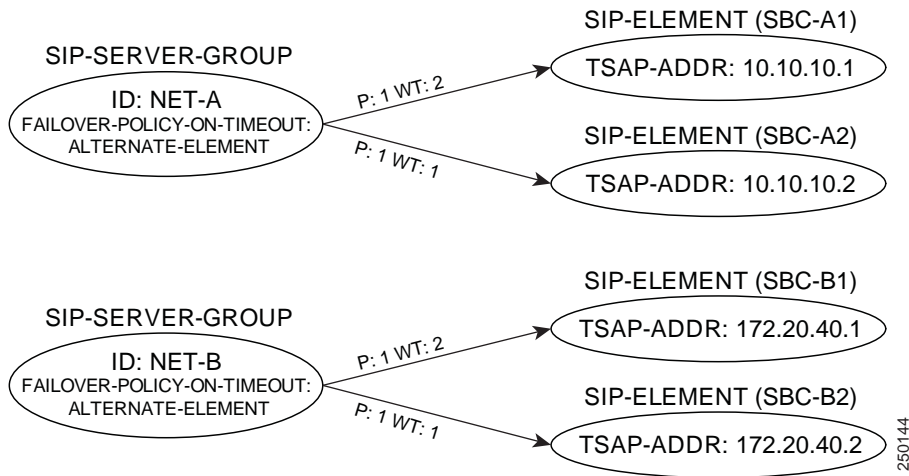 SIP-ELEMENT (SBC-A1)
SIP-SERVER-GROUP
TSAP-ADDR: 10.10.10.1
P: 1 WT: 2
ID: NET-A
FAILOVER-POLICY-ON-TIMEOUT:
ALTERNATE-ELEMENT
SIP-ELEMENT (SBC-A2)
P: 1 WT: 1
TSAP-ADDR: 10.10.10.2
SIP-ELEMENT (SBC-B1)
SIP-SERVER-GROUP
TSAP-ADDR: 172.20.40.1
P: 1 WT: 2
ID: NET-B
FAILOVER-POLICY-ON-TIMEOUT:
ALTERNATE-ELEMENT
SIP-ELEMENT (SBC-B2)
P: 1 WT: 1
TSAP-ADDR: 172.20.40.2
250144